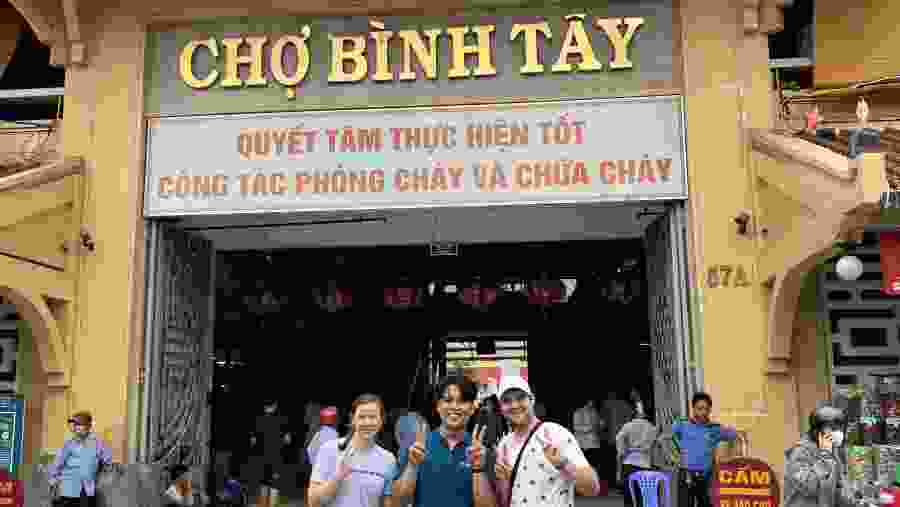 CHỢ BÌNH TÂY
QUYẾT TÂM THỰC HIỆN TỐT
CÔNG TÁC PHÒNG CHÁY VÀ CHỮA CHÁY
57A
CẤM